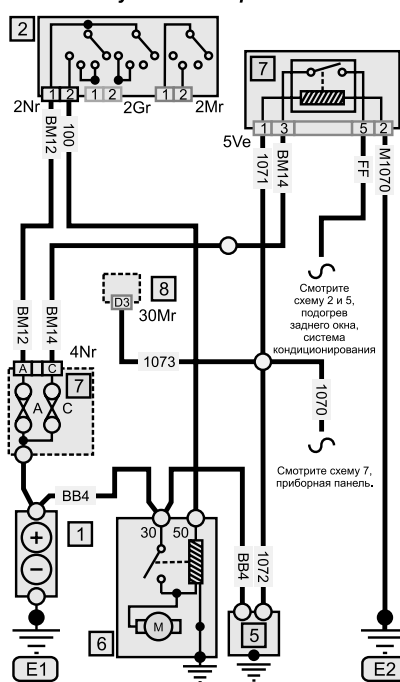 2
7
1 2
1 2
1 2
2Nr
2Gr
2Mr
1
3
5
2
5Ve
BM12
100
1071
BM14
FF
M1070
Смотрите
схему 2 и 5,
подогрев
заднего окна,
система
кондиционирования
8
D3
30Mr
BM12
BM14
4Nr
1073
1070
A
C
7
A
C
Смотрите схему 7,
приборная панель.
BB4
1
30
50
BB4
1072
M
6
5
E1
E2